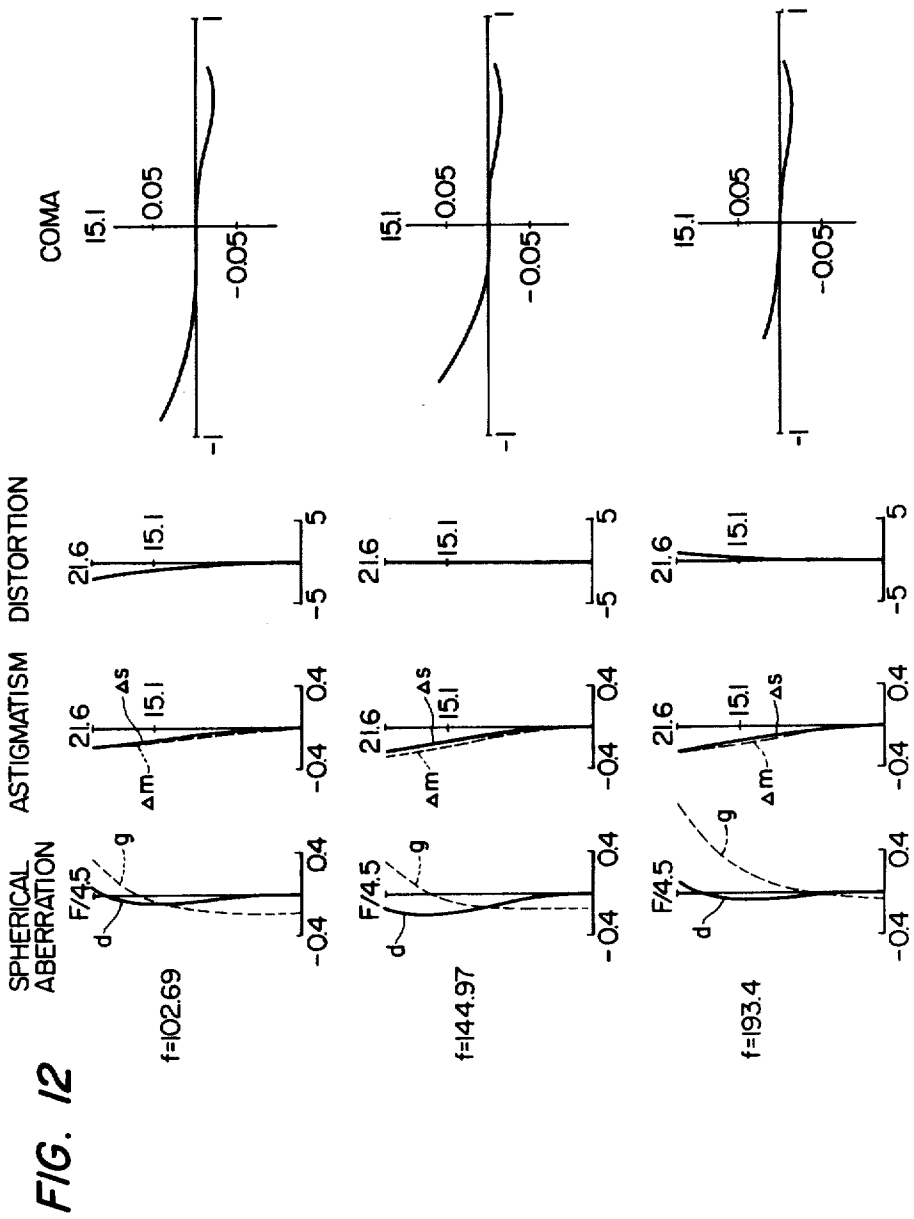 FIG. 12
SPHERICAL
ABERRATION
ASTIGMATISM
DISTORTION
COMA
f=102.69
F/4.5
d
g
-0.4
0.4
21.6
15.1
Δs
Δm
-0.4
0.4
21.6
15.1
-5
5
15.1
0.05
-0.05
-1
1
f=144.97
F/4.5
d
g
-0.4
0.4
21.6
15.1
Δs
Δm
-0.4
0.4
21.6
15.1
-5
5
15.1
0.05
-0.05
-1
1
f=193.4
F/4.5
d
g
-0.4
0.4
21.6
15.1
Δs
Δm
-0.4
0.4
21.6
15.1
-5
5
15.1
0.05
-0.05
-1
1